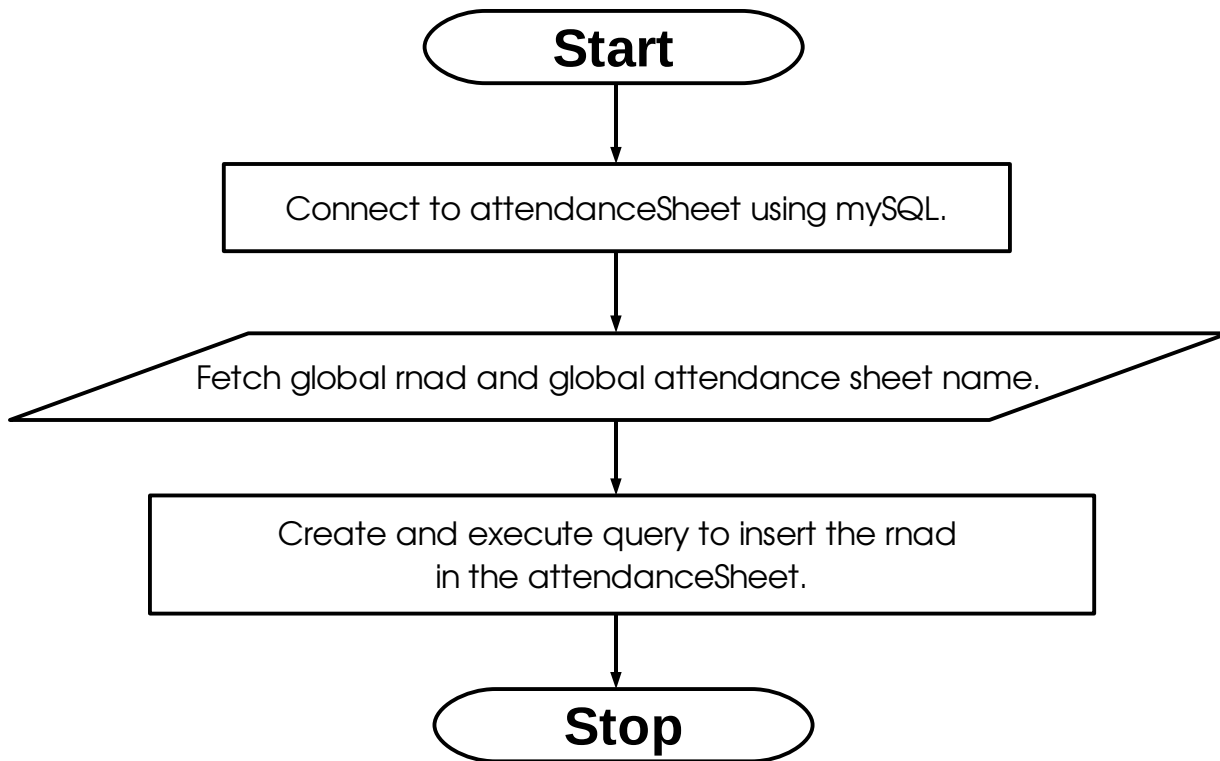 Start
Connect to attendanceSheet using mySQL.
Fetch global rnad and global attendance sheet name.
Create and execute query to insert the rnad
in the attendanceSheet.
Stop